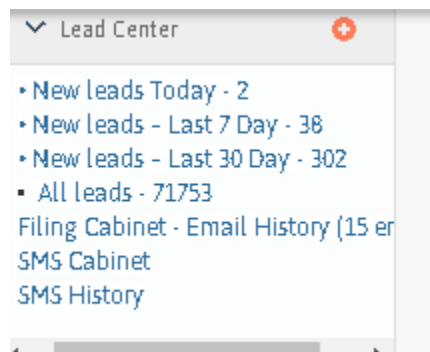 Lead Center
• New leads Today - 2
• New leads - Last 7 Day - 38
• New leads - Last 30 Day - 302
▪ All leads - 71753
Filing Cabinet - Email History (15 er
SMS Cabinet
SMS History